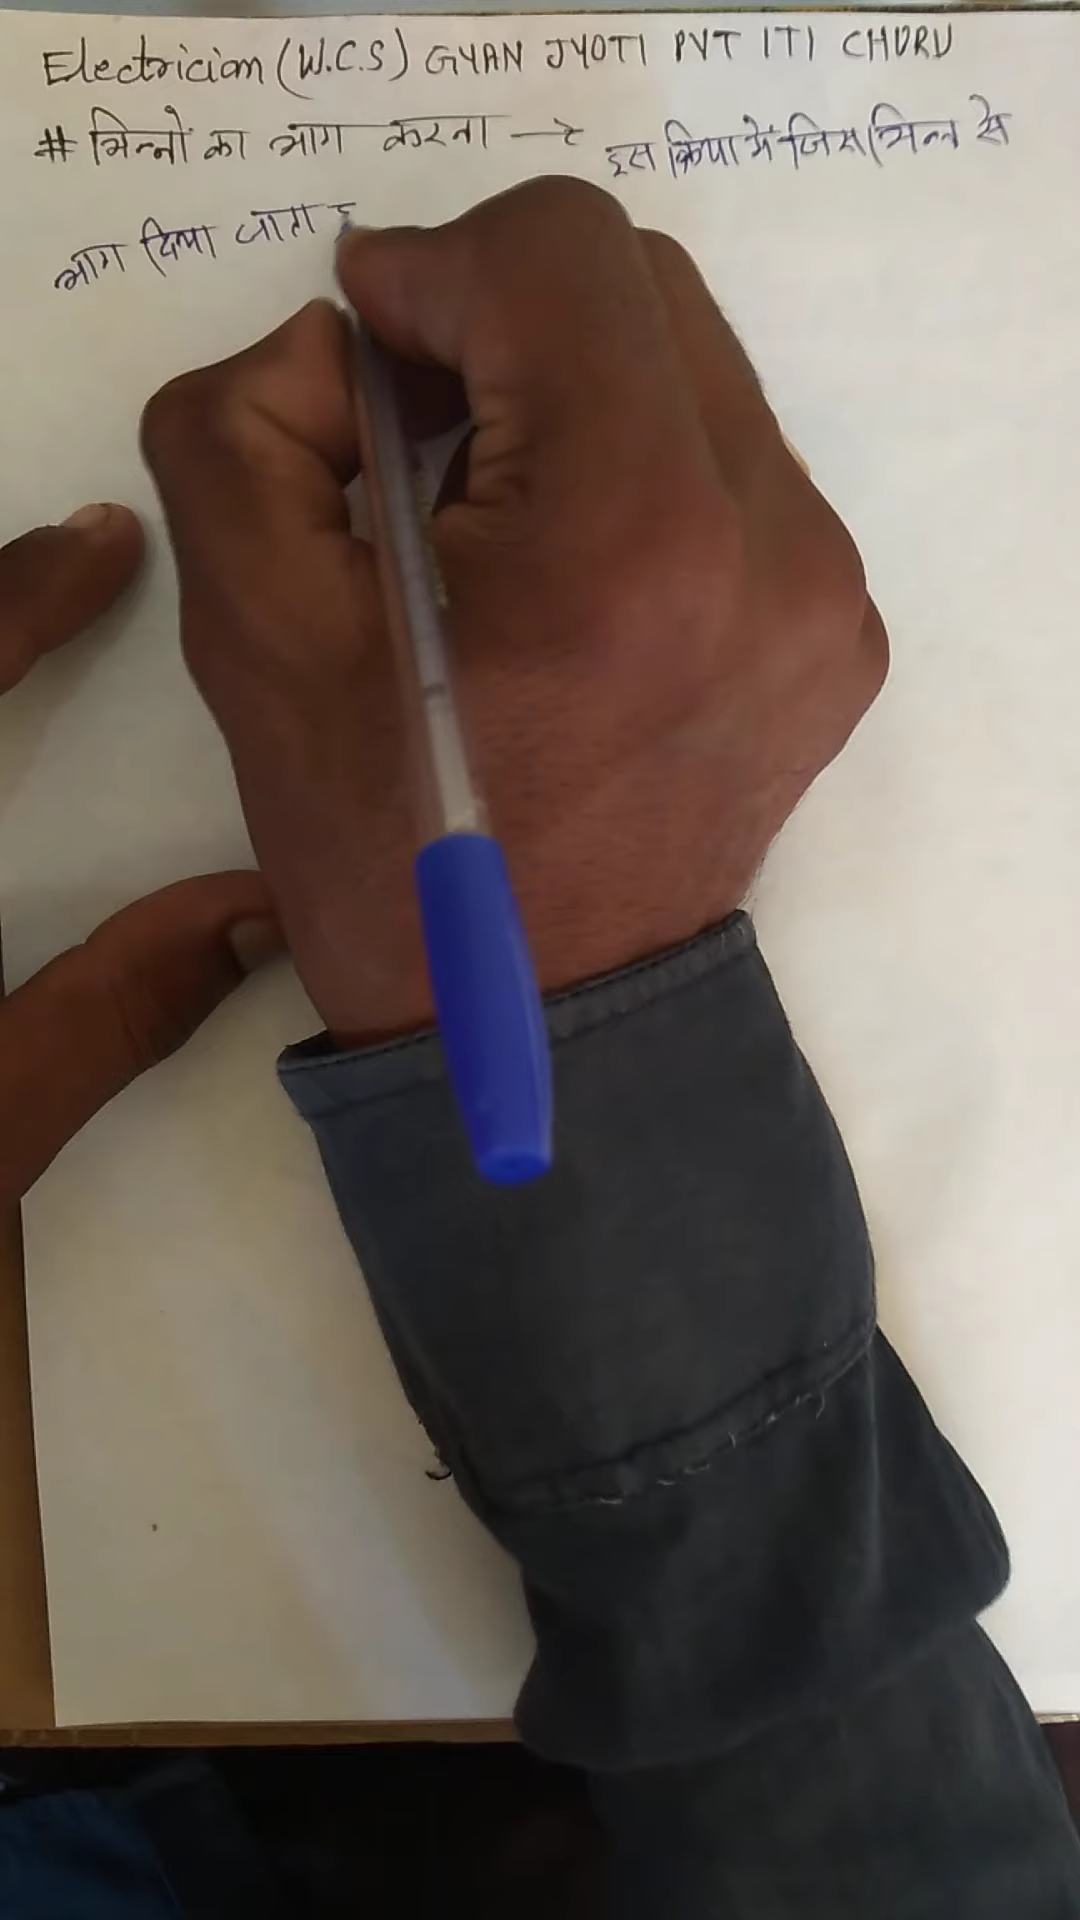 Electrician (W.C.S) GYAN JYOTI PVT ITI CHURU
# भिन्नों का भाग करना → इस क्रिया में जिस भिन्न से
भाग दिया जाता